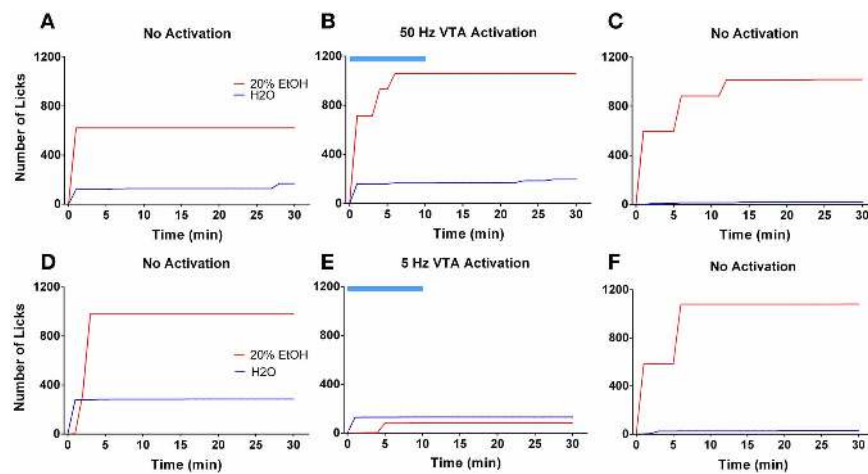 A
No Activation
Number of Licks
1200
800
400
0
20% EtOH
H2O
0 5 10 15 20 25 30
Time (min)
B
50 Hz VTA Activation
1200
800
400
0
0 5 10 15 20 25 30
Time (min)
C
No Activation
1200
800
400
0
0 5 10 15 20 25 30
Time (min)
D
No Activation
Number of Licks
1200
800
400
0
20% EtOH
H2O
0 5 10 15 20 25 30
Time (min)
E
5 Hz VTA Activation
1200
800
400
0
0 5 10 15 20 25 30
Time (min)
F
No Activation
1200
800
400
0
0 5 10 15 20 25 30
Time (min)